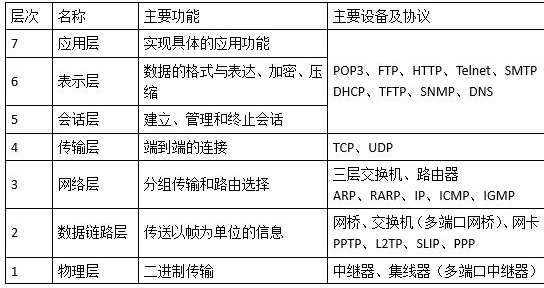 层次 名称 主要功能 主要设备及协议
7 应用层 实现具体的应用功能
POP3、FTP、HTTP、Telnet、SMTP
DHCP、TFTP、SNMP、DNS
6 表示层 数据的格式与表达、加密、压
缩
5 会话层 建立、管理和终止会话
4 传输层 端到端的连接 TCP、UDP
3 网络层 分组传输和路由选择 三层交换机、路由器
ARP、RARP、IP、ICMP、IGMP
2 数据链路层 传送以帧为单位的信息 网桥、交换机（多端口网桥）、网卡
PPTP、L2TP、SLIP、PPP
1 物理层 二进制传输 中继器、集线器（多端口中继器）